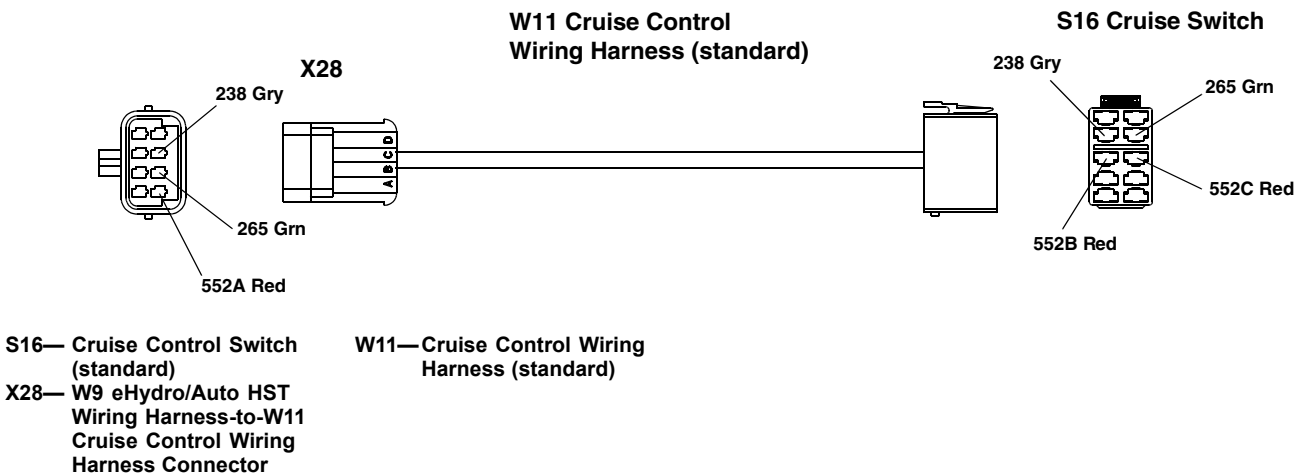 W11 Cruise Control
Wiring Harness (standard)
S16 Cruise Switch
X28
238 Gry
265 Grn
552A Red
A B C D
238 Gry
265 Grn
552C Red
552B Red
S16— Cruise Control Switch
(standard)
X28— W9 eHydro/Auto HST
Wiring Harness-to-W11
Cruise Control Wiring
Harness Connector
W11—Cruise Control Wiring
Harness (standard)